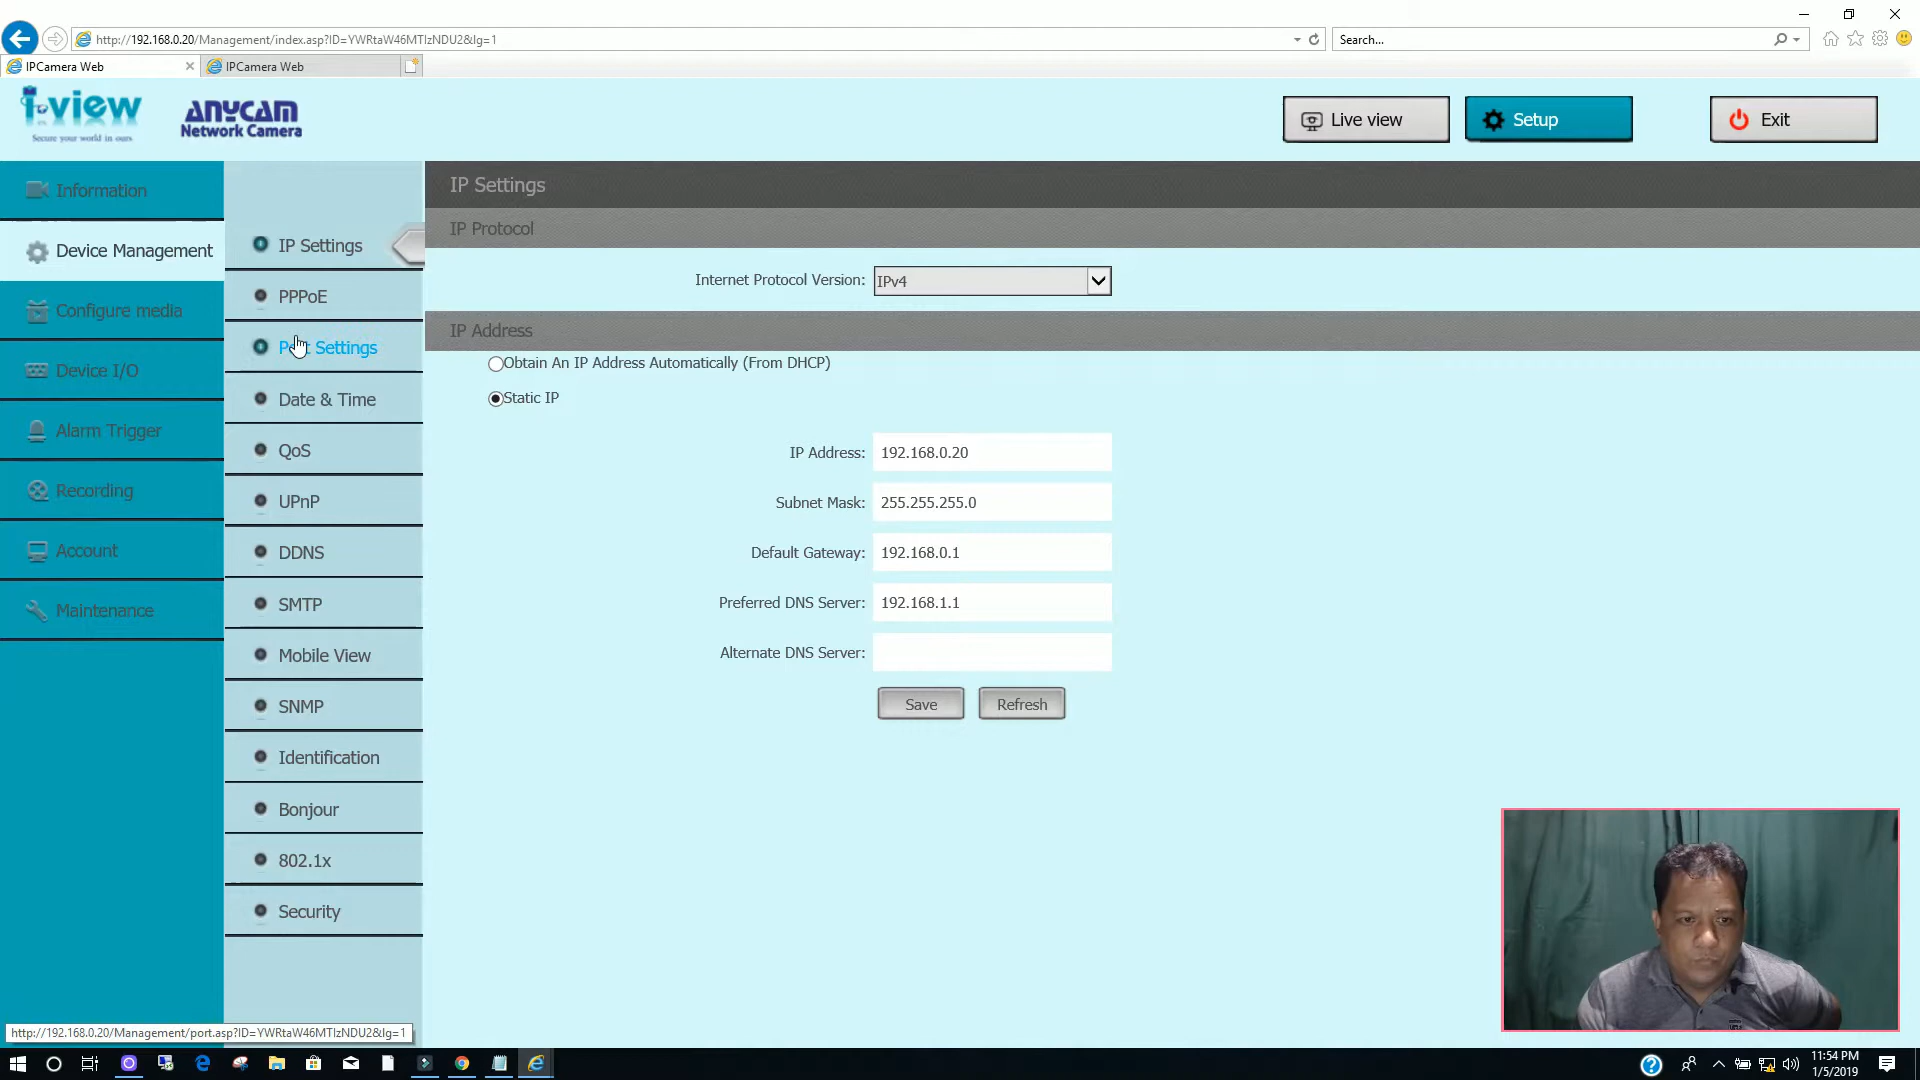 http://192.168.0.20/Management/index.asp?ID=YWRtaW46MTIzNDU2&lg=1
Search...
IPCamera Web
IPCamera Web
i-view
Secure your world in ours
ANYCAM
Network Camera
Live view
Setup
Exit
Information
Device Management
Configure media
Device I/O
Alarm Trigger
Recording
Account
Maintenance
IP Settings
PPPoE
Port Settings
Date & Time
QoS
UPnP
DDNS
SMTP
Mobile View
SNMP
Identification
Bonjour
802.1x
Security
IP Settings
IP Protocol
Internet Protocol Version: IPv4
IP Address
Obtain An IP Address Automatically (From DHCP)
Static IP
IP Address: 192.168.0.20
Subnet Mask: 255.255.255.0
Default Gateway: 192.168.0.1
Preferred DNS Server: 192.168.1.1
Alternate DNS Server:
Save
Refresh
http://192.168.0.20/Management/port.asp?ID=YWRtaW46MTIzNDU2&lg=1
11:54 PM
1/5/2019